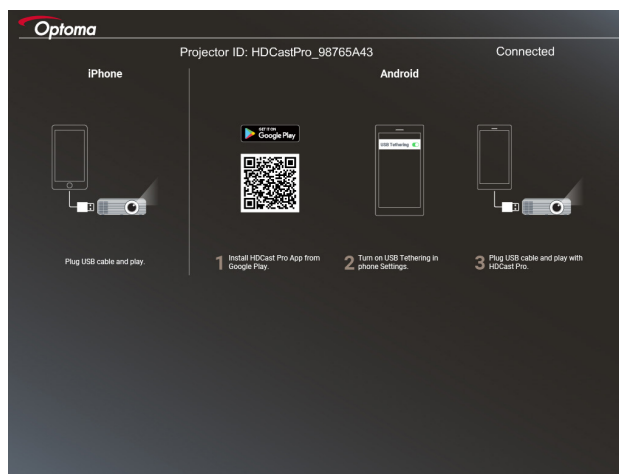 Optoma
Projector ID: HDCastPro_98765A43
Connected
iPhone
Android
GET IT ON
Google Play
USB Tethering
Plug USB cable and play.
1 Install HDCast Pro App from
Google Play.
2 Turn on USB Tethering in
phone Settings.
3 Plug USB cable and play with
HDCast Pro.